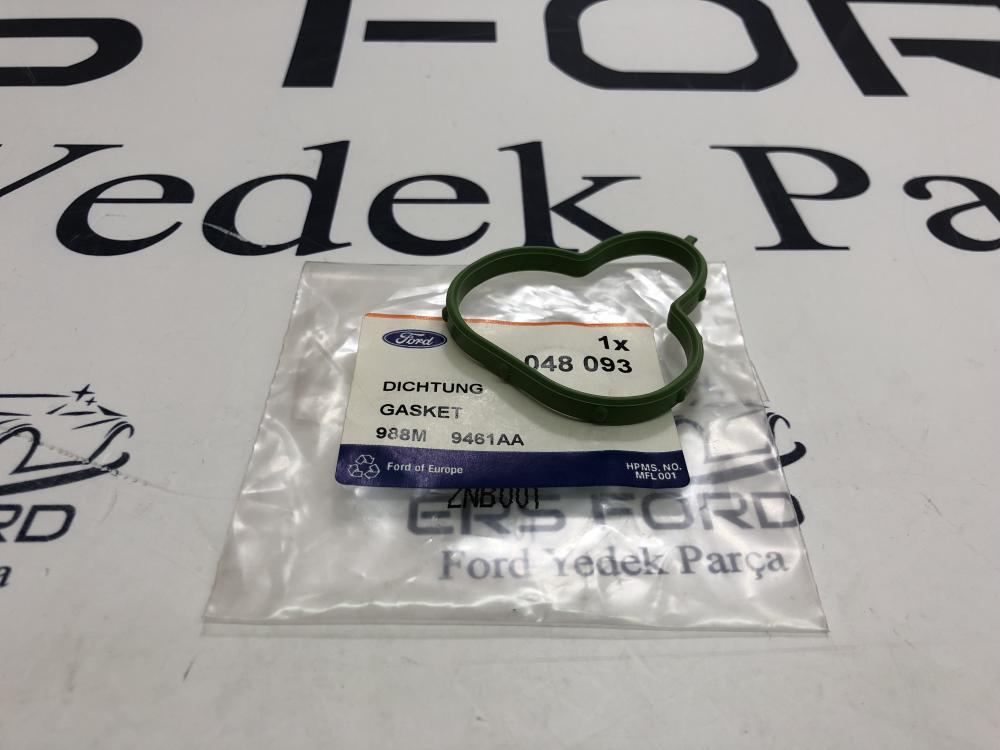 S FOR
Yedek Pa
Ford
1x
048 093
DICHTUNG
GASKET
988M 9461AA
Ford of Europe
HPMS. NO.
MFL001
ZNB001
ERS FORD
Ford Yedek Parça
RD
a